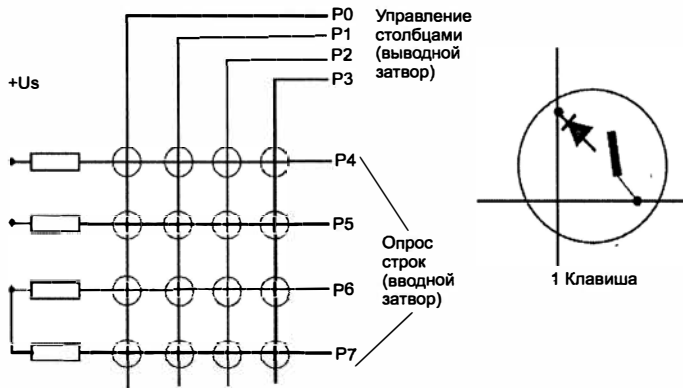 P0
P1
P2
P3
Управление
столбцами
(выводной
затвор)
+Us
P4
P5
P6
P7
Опрос
строк
(вводной
затвор)
1 Клавиша